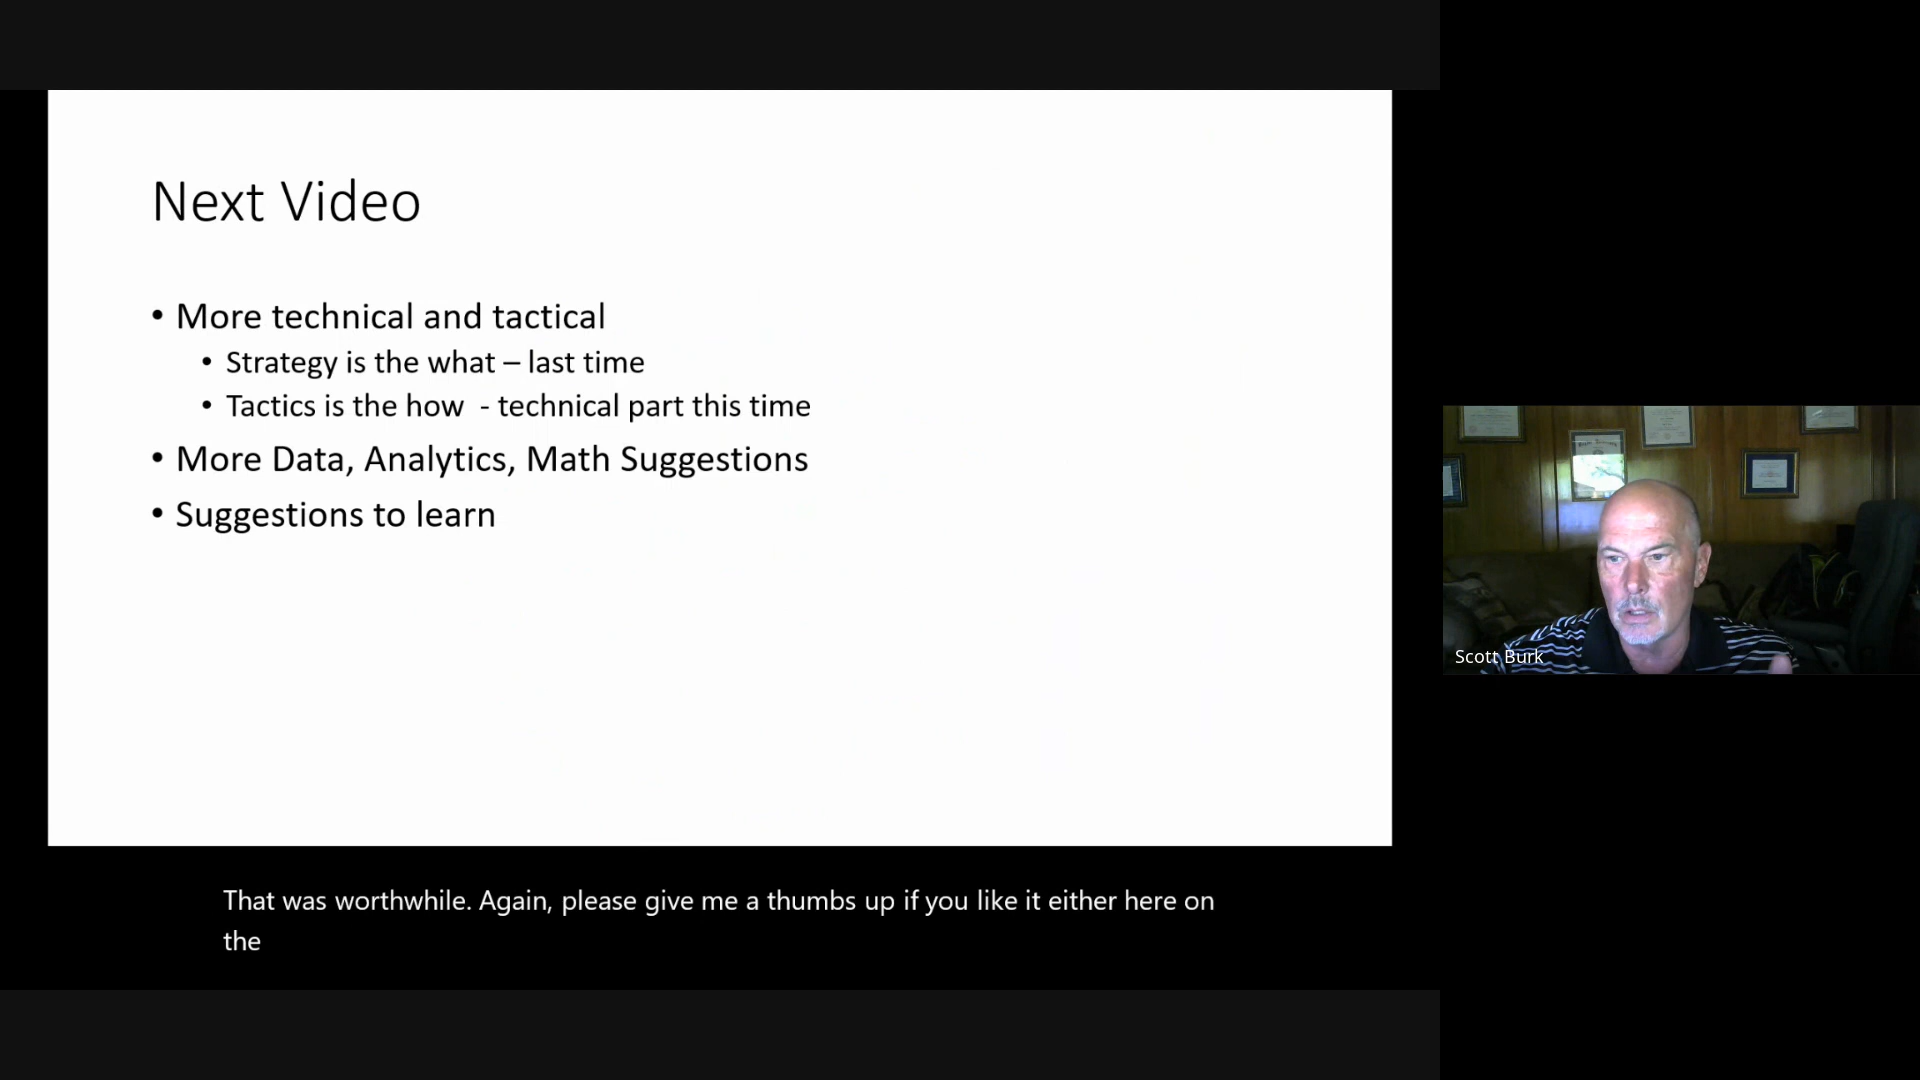 Next Video
• More technical and tactical
• Strategy is the what – last time
• Tactics is the how  - technical part this time
• More Data, Analytics, Math Suggestions
• Suggestions to learn
Scott Burk
That was worthwhile. Again, please give me a thumbs up if you like it either here on
the